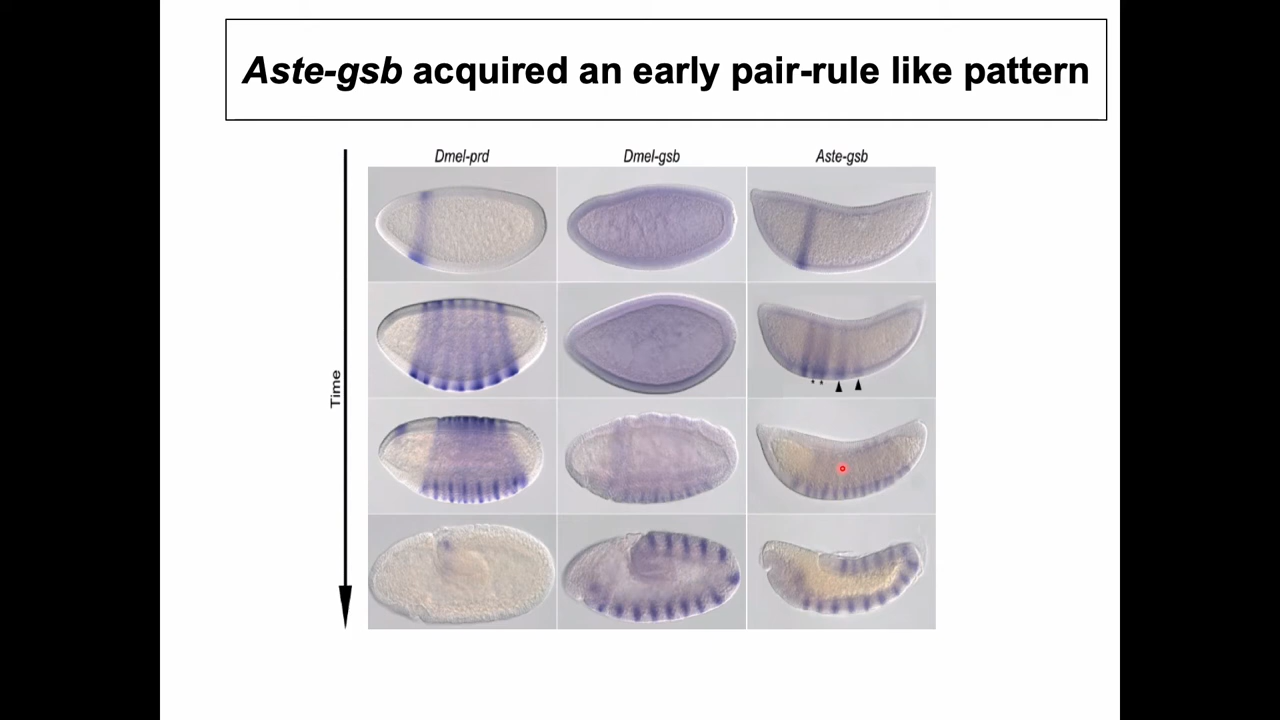 Aste-gsb acquired an early pair-rule like pattern
Dmel-prd Dmel-gsb Aste-gsb
Time